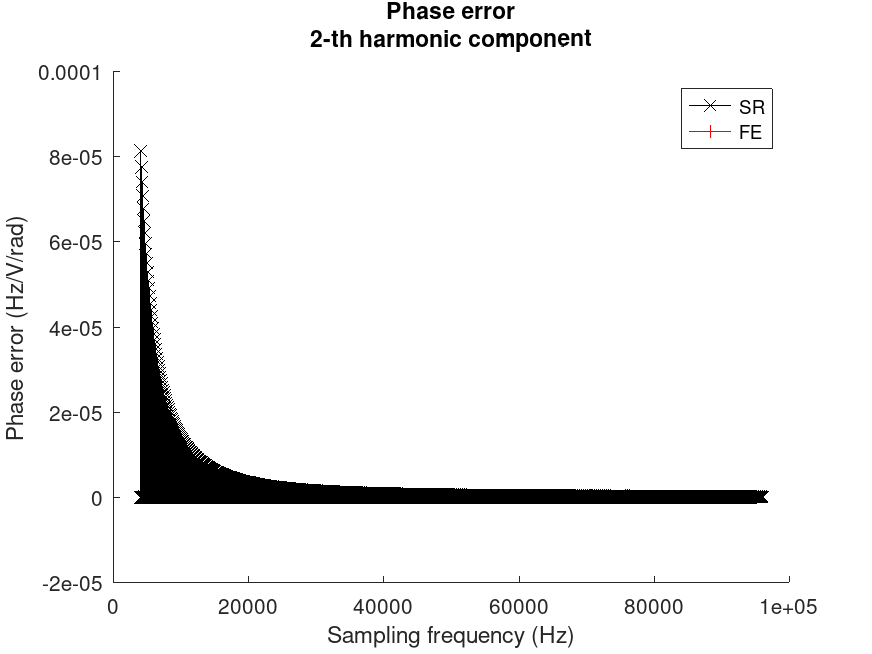 Phase error
2-th harmonic component
0.0001
8e-05
6e-05
4e-05
2e-05
0
-2e-05
Phase error (Hz/V/rad)
SR
FE
0
20000
40000
60000
80000
1e+05
Sampling frequency (Hz)